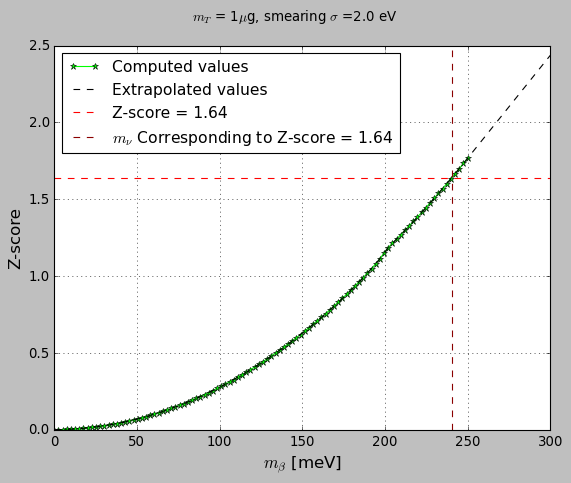 m_T = 1μg, smearing σ =2.0 eV
2.5
2.0
1.5
1.0
0.5
0.0
Z-score
Computed values
Extrapolated values
Z-score = 1.64
m_ν Corresponding to Z-score = 1.64
0 50 100 150 200 250 300
m_β [meV]